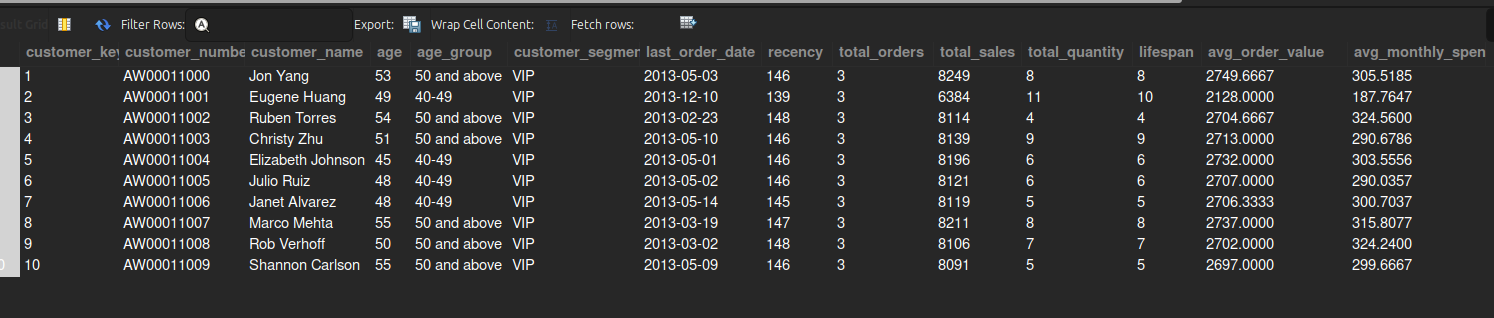 sult Grid Filter Rows: Export: Wrap Cell Content: IA Fetch rows:
customer_key customer_numbe customer_name age age_group customer_segmer last_order_date recency total_orders total_sales total_quantity lifespan avg_order_value avg_monthly_spen
1 AW00011000 Jon Yang 53 50 and above VIP 2013-05-03 146 3 8249 8 8 2749.6667 305.5185
2 AW00011001 Eugene Huang 49 40-49 VIP 2013-12-10 139 3 6384 11 10 2128.0000 187.7647
3 AW00011002 Ruben Torres 54 50 and above VIP 2013-02-23 148 3 8114 4 4 2704.6667 324.5600
4 AW00011003 Christy Zhu 51 50 and above VIP 2013-05-10 146 3 8139 9 9 2713.0000 290.6786
5 AW00011004 Elizabeth Johnson 45 40-49 VIP 2013-05-01 146 3 8196 6 6 2732.0000 303.5556
6 AW00011005 Julio Ruiz 48 40-49 VIP 2013-05-02 146 3 8121 6 6 2707.0000 290.0357
7 AW00011006 Janet Alvarez 48 40-49 VIP 2013-05-14 145 3 8119 5 5 2706.3333 300.7037
8 AW00011007 Marco Mehta 55 50 and above VIP 2013-03-19 147 3 8211 8 8 2737.0000 315.8077
9 AW00011008 Rob Verhoff 50 50 and above VIP 2013-03-02 148 3 8106 7 7 2702.0000 324.2400
0 10 AW00011009 Shannon Carlson 55 50 and above VIP 2013-05-09 146 3 8091 5 5 2697.0000 299.6667